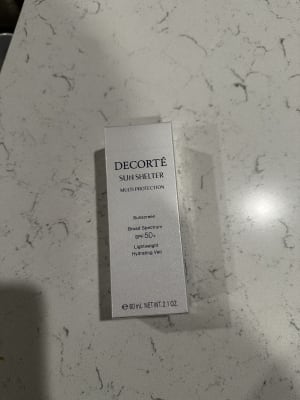 DECORTÉ
SUN SHELTER
MULTI PROTECTION
Sunscreen
Broad Spectrum
SPF 50+
Lightweight
Hydrating Veil
℮ 60 mL NET WT. 2.1 OZ.